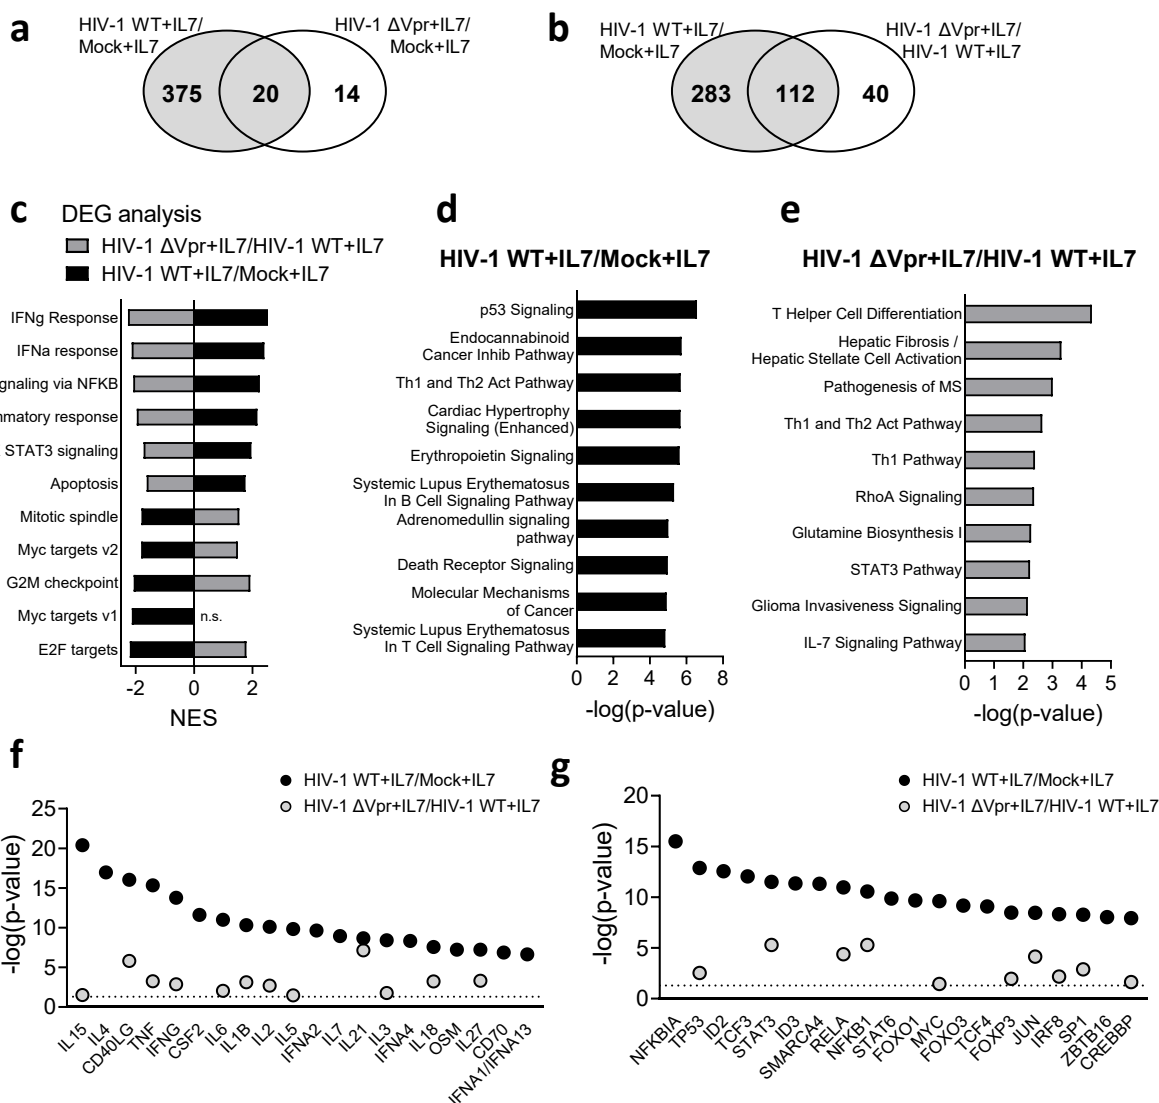 a
HIV-1 WT+IL7/
Mock+IL7
HIV-1 ΔVpr+IL7/
Mock+IL7
375
20
14
b
HIV-1 WT+IL7/
Mock+IL7
HIV-1 ΔVpr+IL7/
HIV-1 WT+IL7
283
112
40
c
DEG analysis
HIV-1 ΔVpr+IL7/HIV-1 WT+IL7
HIV-1 WT+IL7/Mock+IL7
IFNg Response
IFNa response
signaling via NFKB
mmatory response
STAT3 signaling
Apoptosis
Mitotic spindle
Myc targets v2
G2M checkpoint
Myc targets v1
n.s.
E2F targets
-2 0 2
NES
d
HIV-1 WT+IL7/Mock+IL7
p53 Signaling
Endocannabinoid
Cancer Inhib Pathway
Th1 and Th2 Act Pathway
Cardiac Hypertrophy
Signaling (Enhanced)
Erythropoietin Signaling
Systemic Lupus Erythematosus
In B Cell Signaling Pathway
Adrenomedullin signaling
pathway
Death Receptor Signaling
Molecular Mechanisms
of Cancer
Systemic Lupus Erythematosus
In T Cell Signaling Pathway
0 2 4 6 8
-log(p-value)
e
HIV-1 ΔVpr+IL7/HIV-1 WT+IL7
T Helper Cell Differentiation
Hepatic Fibrosis /
Hepatic Stellate Cell Activation
Pathogenesis of MS
Th1 and Th2 Act Pathway
Th1 Pathway
RhoA Signaling
Glutamine Biosynthesis I
STAT3 Pathway
Glioma Invasiveness Signaling
IL-7 Signaling Pathway
0 1 2 3 4 5
-log(p-value)
f
HIV-1 WT+IL7/Mock+IL7
HIV-1 ΔVpr+IL7/HIV-1 WT+IL7
-log(p-value)
25
20
15
10
5
0
IL15
IL4
CD40LG
TNF
IFNG
CSF2
IL6
IL1B
IL2
IL5
IFNA2
IL7
IL21
IL3
IFNA4
IL18
OSM
IL27
CD70
IFNA1/IFNA13
g
HIV-1 WT+IL7/Mock+IL7
HIV-1 ΔVpr+IL7/HIV-1 WT+IL7
-log(p-value)
20
15
10
5
0
NFKBIA
TP53
ID2
TCF3
STAT3
ID3
SMARCA4
RELA
NFKB1
STAT6
FOXO1
MYC
FOXO3
TCF4
FOXP3
JUN
IRF8
SP1
ZBTB16
CREBBP